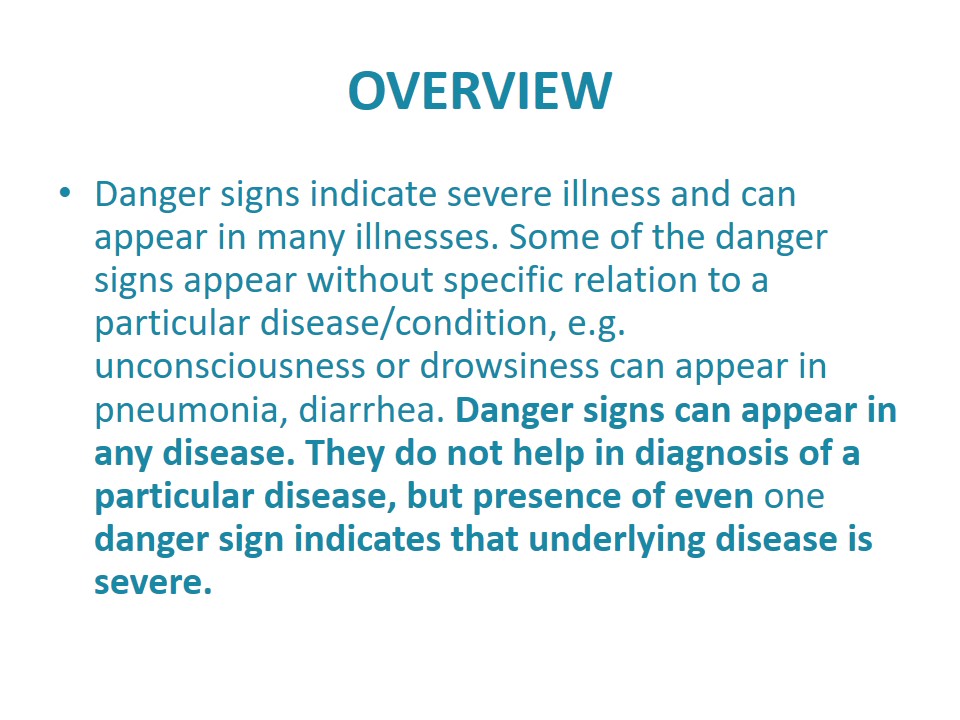 OVERVIEW
• Danger signs indicate severe illness and can
appear in many illnesses. Some of the danger
signs appear without specific relation to a
particular disease/condition, e.g.
unconsciousness or drowsiness can appear in
pneumonia, diarrhea. Danger signs can appear in
any disease. They do not help in diagnosis of a
particular disease, but presence of even one
danger sign indicates that underlying disease is
severe.